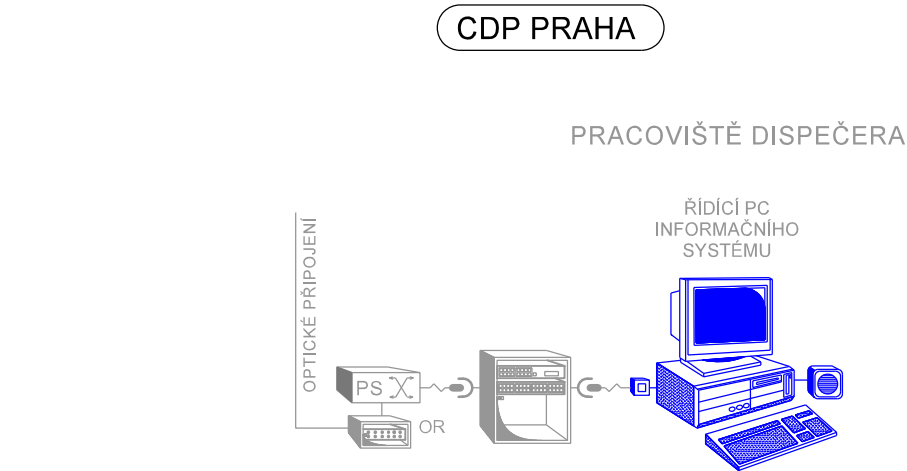 CDP PRAHA
PRACOVIŠTĚ DISPEČERA
ŘÍDÍCÍ PC
INFORMAČNÍHO
SYSTÉMU
OPTICKÉ PŘIPOJENÍ
PS
OR